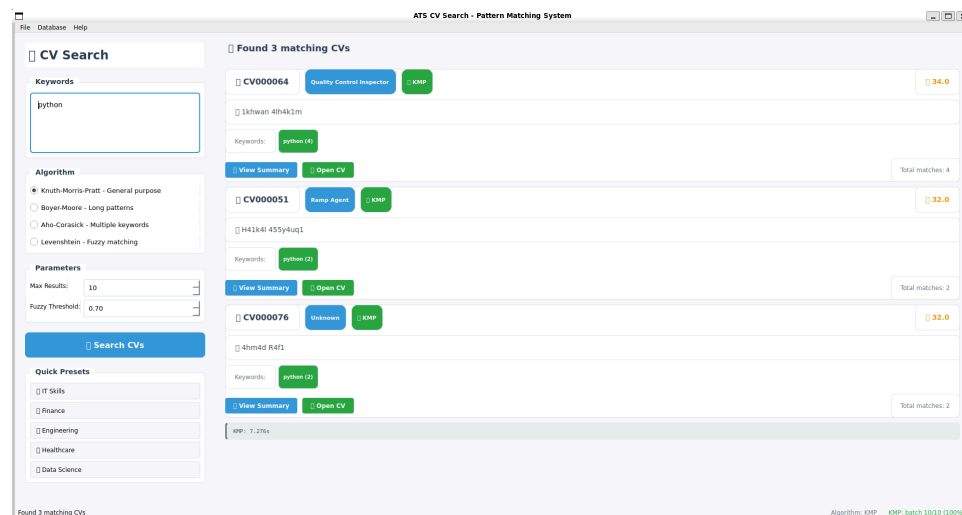 ATS CV Search - Pattern Matching System
File Database Help
CV Search
Keywords
python
Algorithm
Knuth-Morris-Pratt - General purpose
Boyer-Moore - Long patterns
Aho-Corasick - Multiple keywords
Levenshtein - Fuzzy matching
Parameters
Max Results: 10
Fuzzy Threshold: 0.70
Search CVs
Quick Presets
IT Skills
Finance
Engineering
Healthcare
Data Science
Found 3 matching CVs
CV000064 Quality Control Inspector KMP 34.0
1khwan 4lh4k1m
Keywords: python (4)
View Summary Open CV Total matches: 4
CV000051 Ramp Agent KMP 32.0
H41k4l 455y4uq1
Keywords: python (2)
View Summary Open CV Total matches: 2
CV000076 Unknown KMP 32.0
4hm4d R4f1
Keywords: python (2)
View Summary Open CV Total matches: 2
KMP: 7.276s
Found 3 matching CVs Algorithm: KMP KMP: batch 10/10 (100%